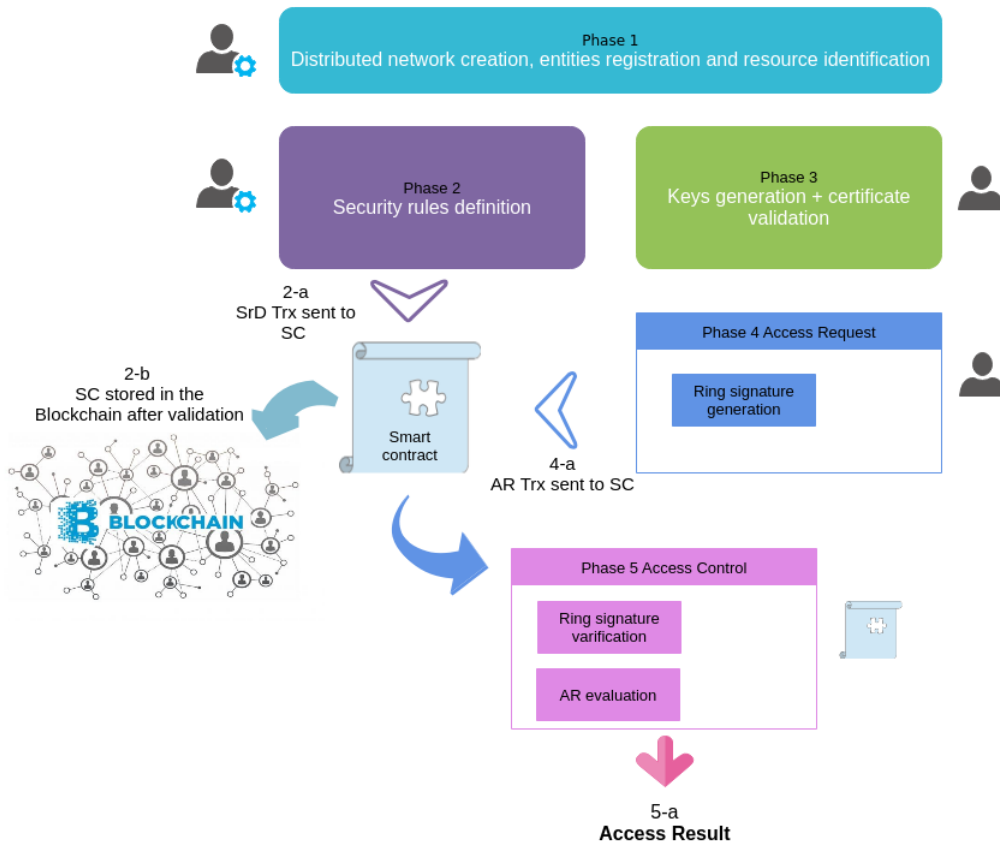 Phase 1
Distributed network creation, entities registration and resource identification
Phase 2
Security rules definition
Phase 3
Keys generation + certificate
validation
2-a
SrD Trx sent to
SC
Phase 4 Access Request
Ring signature
generation
2-b
SC stored in the
Blockchain after validation
Smart
contract
4-a
AR Trx sent to SC
BLOCKCHAIN
Phase 5 Access Control
Ring signature
varification
AR evaluation
5-a
Access Result